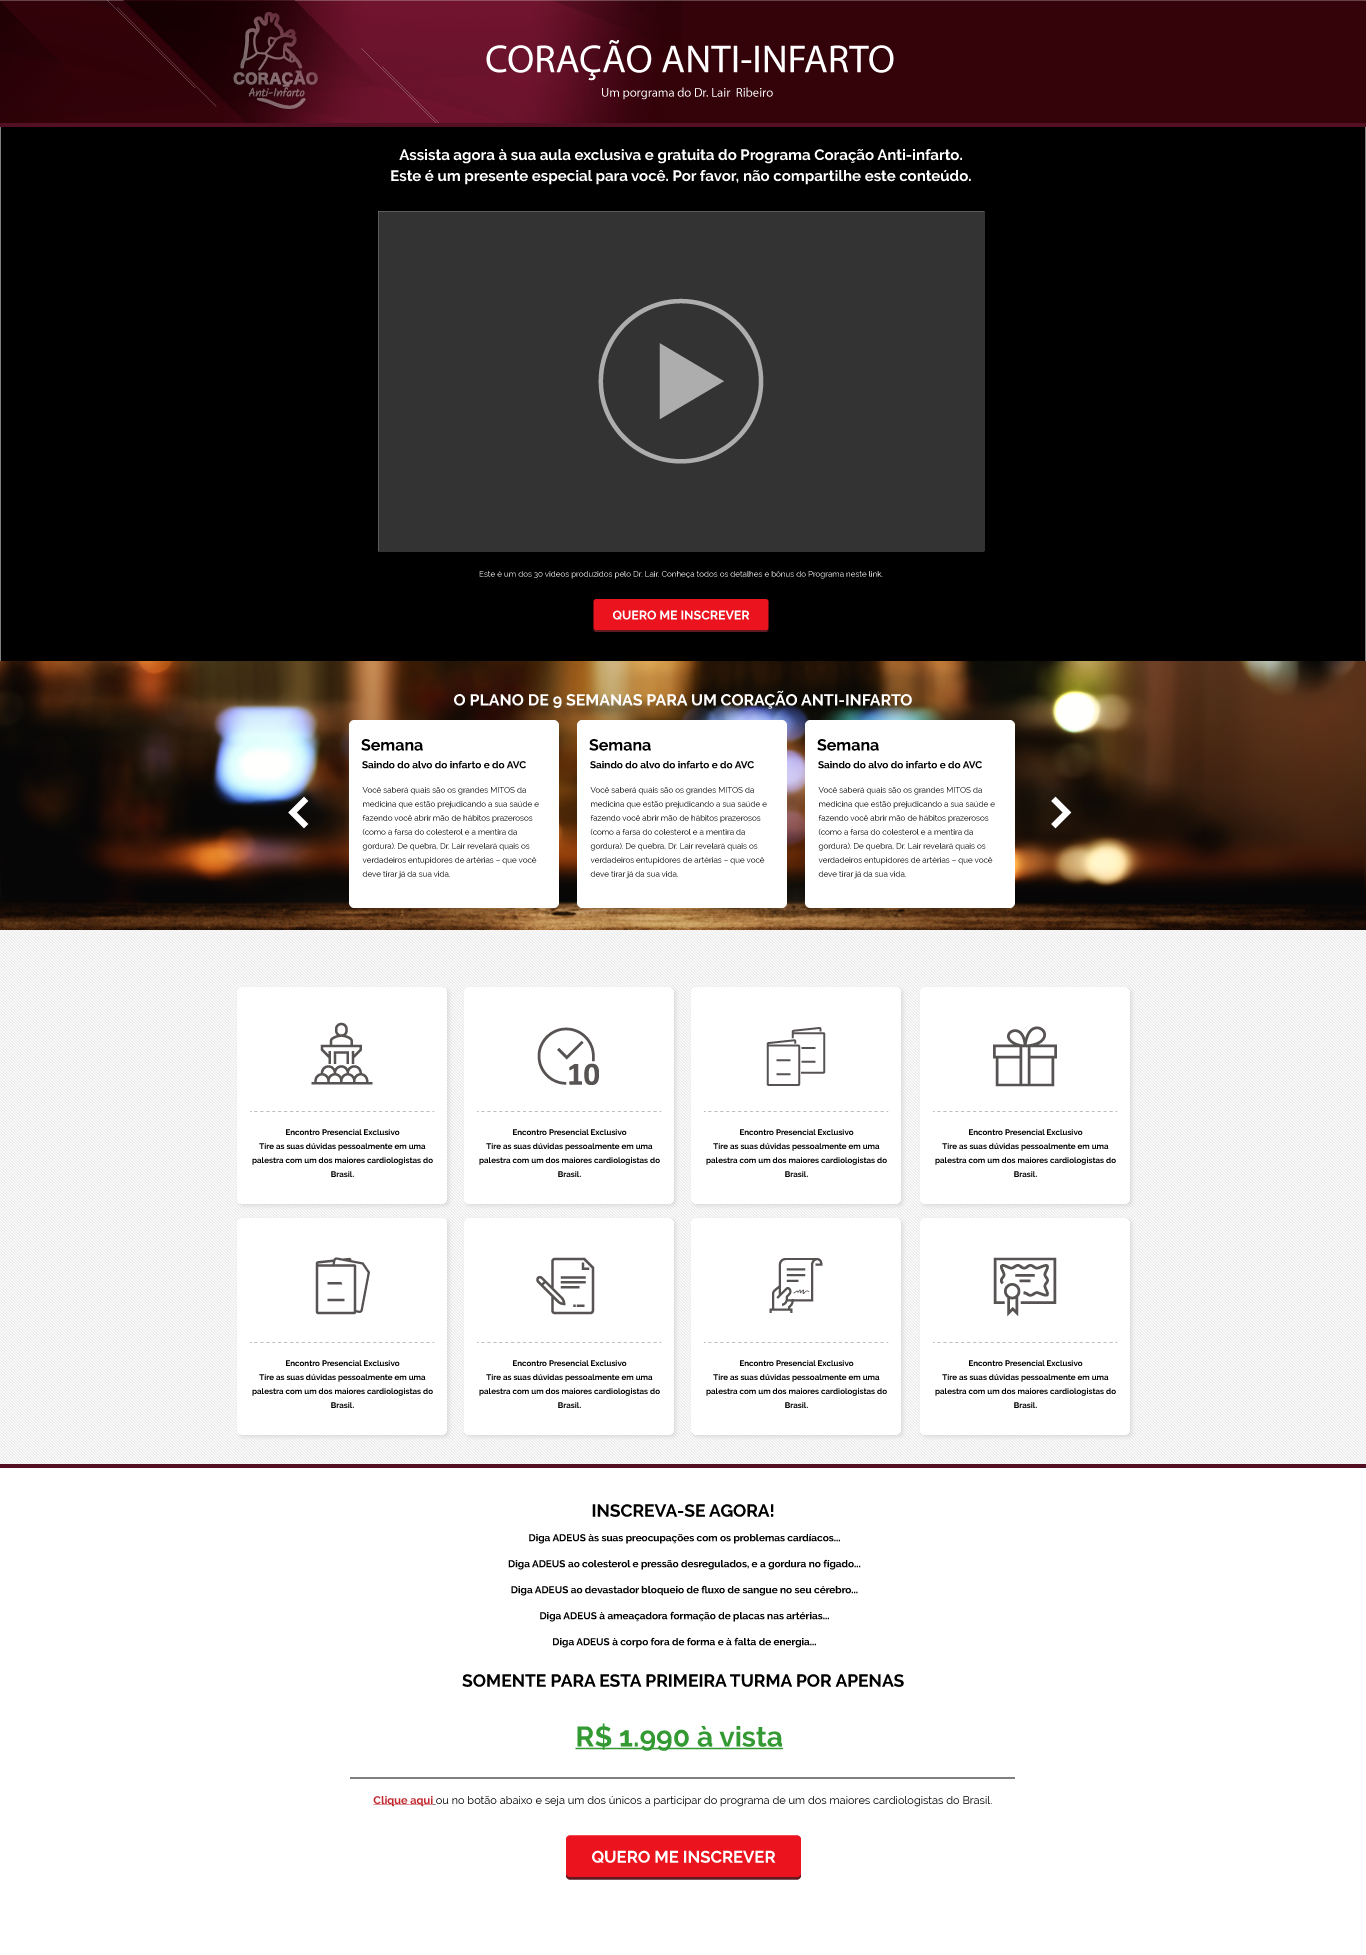 CORAÇÃO
Anti-Infarto
CORAÇÃO ANTI-INFARTO
Um porgrama do Dr. Lair Ribeiro
Assista agora à sua aula exclusiva e gratuita do Programa Coração Anti-infarto.
Este é um presente especial para você. Por favor, não compartilhe este conteúdo.
Este é um dos 30 vídeos produzidos pelo Dr. Lair. Conheça todos os detalhes e bônus do Programa neste link.
QUERO ME INSCREVER
O PLANO DE 9 SEMANAS PARA UM CORAÇÃO ANTI-INFARTO
Semana
Saindo do alvo do infarto e do AVC
Você saberá quais são os grandes MITOS da
medicina que estão prejudicando a sua saúde e
fazendo você abrir mão de hábitos prazerosos
(como a farsa do colesterol e a mentira da
gordura). De quebra, Dr. Lair revelará quais os
verdadeiros entupidores de artérias – que você
deve tirar já da sua vida.
Semana
Saindo do alvo do infarto e do AVC
Você saberá quais são os grandes MITOS da
medicina que estão prejudicando a sua saúde e
fazendo você abrir mão de hábitos prazerosos
(como a farsa do colesterol e a mentira da
gordura). De quebra, Dr. Lair revelará quais os
verdadeiros entupidores de artérias – que você
deve tirar já da sua vida.
Semana
Saindo do alvo do infarto e do AVC
Você saberá quais são os grandes MITOS da
medicina que estão prejudicando a sua saúde e
fazendo você abrir mão de hábitos prazerosos
(como a farsa do colesterol e a mentira da
gordura). De quebra, Dr. Lair revelará quais os
verdadeiros entupidores de artérias – que você
deve tirar já da sua vida.
Encontro Presencial Exclusivo
Tire as suas dúvidas pessoalmente em uma
palestra com um dos maiores cardiologistas do
Brasil.
10
Encontro Presencial Exclusivo
Tire as suas dúvidas pessoalmente em uma
palestra com um dos maiores cardiologistas do
Brasil.
Encontro Presencial Exclusivo
Tire as suas dúvidas pessoalmente em uma
palestra com um dos maiores cardiologistas do
Brasil.
Encontro Presencial Exclusivo
Tire as suas dúvidas pessoalmente em uma
palestra com um dos maiores cardiologistas do
Brasil.
Encontro Presencial Exclusivo
Tire as suas dúvidas pessoalmente em uma
palestra com um dos maiores cardiologistas do
Brasil.
Encontro Presencial Exclusivo
Tire as suas dúvidas pessoalmente em uma
palestra com um dos maiores cardiologistas do
Brasil.
Encontro Presencial Exclusivo
Tire as suas dúvidas pessoalmente em uma
palestra com um dos maiores cardiologistas do
Brasil.
Encontro Presencial Exclusivo
Tire as suas dúvidas pessoalmente em uma
palestra com um dos maiores cardiologistas do
Brasil.
INSCREVA-SE AGORA!
Diga ADEUS às suas preocupações com os problemas cardíacos...
Diga ADEUS ao colesterol e pressão desregulados, e a gordura no fígado...
Diga ADEUS ao devastador bloqueio de fluxo de sangue no seu cérebro...
Diga ADEUS à ameaçadora formação de placas nas artérias...
Diga ADEUS à corpo fora de forma e à falta de energia...
SOMENTE PARA ESTA PRIMEIRA TURMA POR APENAS
R$ 1.990 à vista
Clique aqui ou no botão abaixo e seja um dos únicos a participar do programa de um dos maiores cardiologistas do Brasil.
QUERO ME INSCREVER